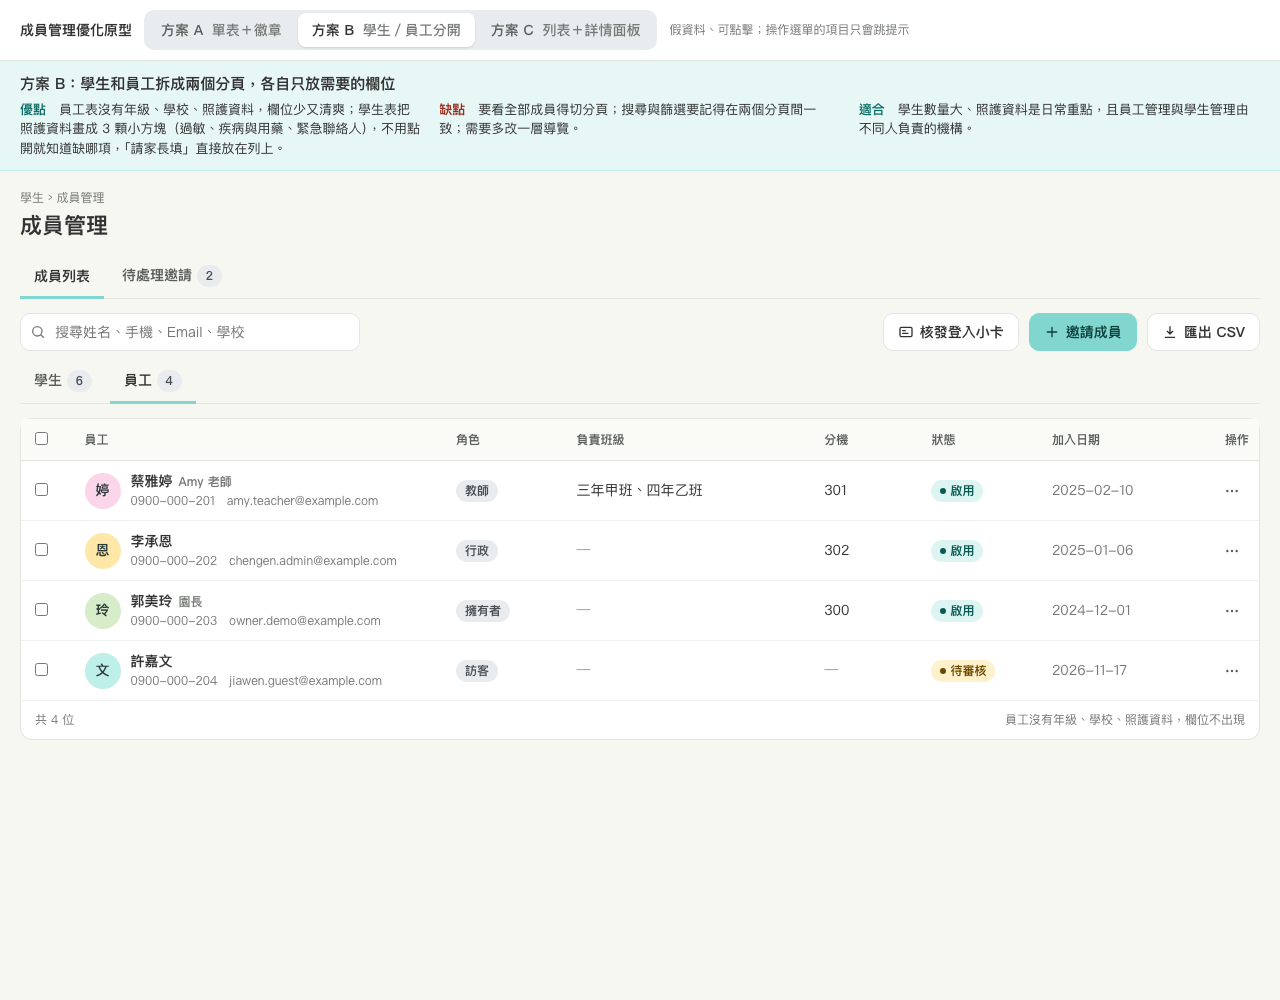 成員管理優化原型
方案 A 單表＋徽章
方案 B 學生 / 員工分開
方案 C 列表＋詳情面板
假資料、可點擊；操作選單的項目只會跳提示
方案 B：學生和員工拆成兩個分頁，各自只放需要的欄位
優點 員工表沒有年級、學校、照護資料，欄位少又清爽；學生表把
照護資料畫成 3 顆小方塊（過敏、疾病與用藥、緊急聯絡人），不用點
開就知道缺哪項，「請家長填」直接放在列上。
缺點 要看全部成員得切分頁；搜尋與篩選要記得在兩個分頁間一
致；需要多改一層導覽。
適合 學生數量大、照護資料是日常重點，且員工管理與學生管理由
不同人負責的機構。
學生 › 成員管理
成員管理
成員列表
待處理邀請 2
搜尋姓名、手機、Email、學校
核發登入小卡
邀請成員
匯出 CSV
學生 6
員工 4
員工 角色 負責班級 分機 狀態 加入日期 操作
婷 蔡雅婷 Amy 老師 教師 三年甲班、四年乙班 301 啟用 2025-02-10 ···
0900-000-201 amy.teacher@example.com
恩 李承恩 行政 — 302 啟用 2025-01-06 ···
0900-000-202 chengen.admin@example.com
玲 郭美玲 園長 擁有者 — 300 啟用 2024-12-01 ···
0900-000-203 owner.demo@example.com
文 許嘉文 訪客 — — 待審核 2026-11-17 ···
0900-000-204 jiawen.guest@example.com
共 4 位
員工沒有年級、學校、照護資料，欄位不出現